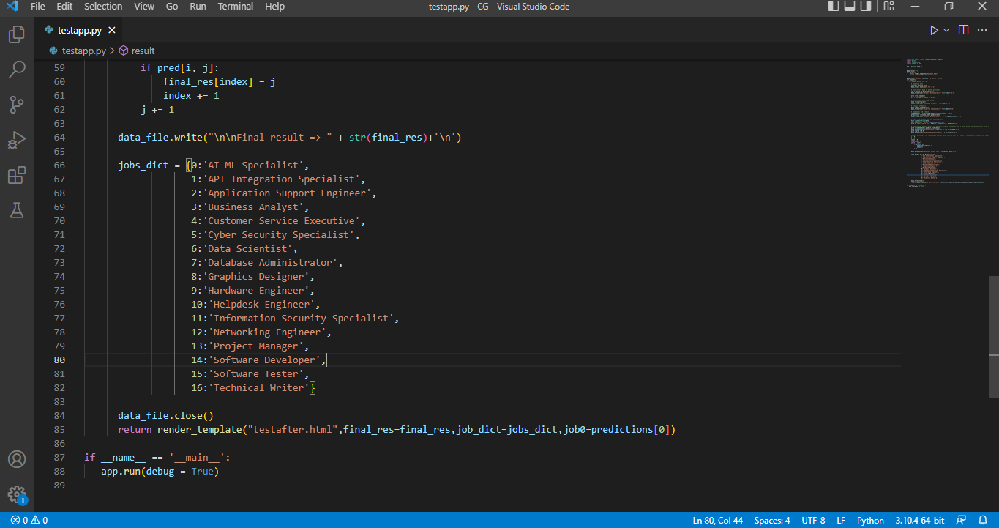 File Edit Selection View Go Run Terminal Help testapp.py - CG - Visual Studio Code
testapp.py
testapp.py > result
59 if pred[i, j]:
60 final_res[index] = j
61 index += 1
62 j += 1
63
64 data_file.write("\n\nFinal result => " + str(final_res)+'\n')
65
66 jobs_dict = {0:'AI ML Specialist',
67 1:'API Integration Specialist',
68 2:'Application Support Engineer',
69 3:'Business Analyst',
70 4:'Customer Service Executive',
71 5:'Cyber Security Specialist',
72 6:'Data Scientist',
73 7:'Database Administrator',
74 8:'Graphics Designer',
75 9:'Hardware Engineer',
76 10:'Helpdesk Engineer',
77 11:'Information Security Specialist',
78 12:'Networking Engineer',
79 13:'Project Manager',
80 14:'Software Developer',
81 15:'Software Tester',
82 16:'Technical Writer'}
83
84 data_file.close()
85 return render_template("testafter.html",final_res=final_res,job_dict=jobs_dict,job0=predictions[0])
86
87 if __name__ == '__main__':
88 app.run(debug = True)
89
1
0 0 Ln 80, Col 44 Spaces: 4 UTF-8 LF Python 3.10.4 64-bit